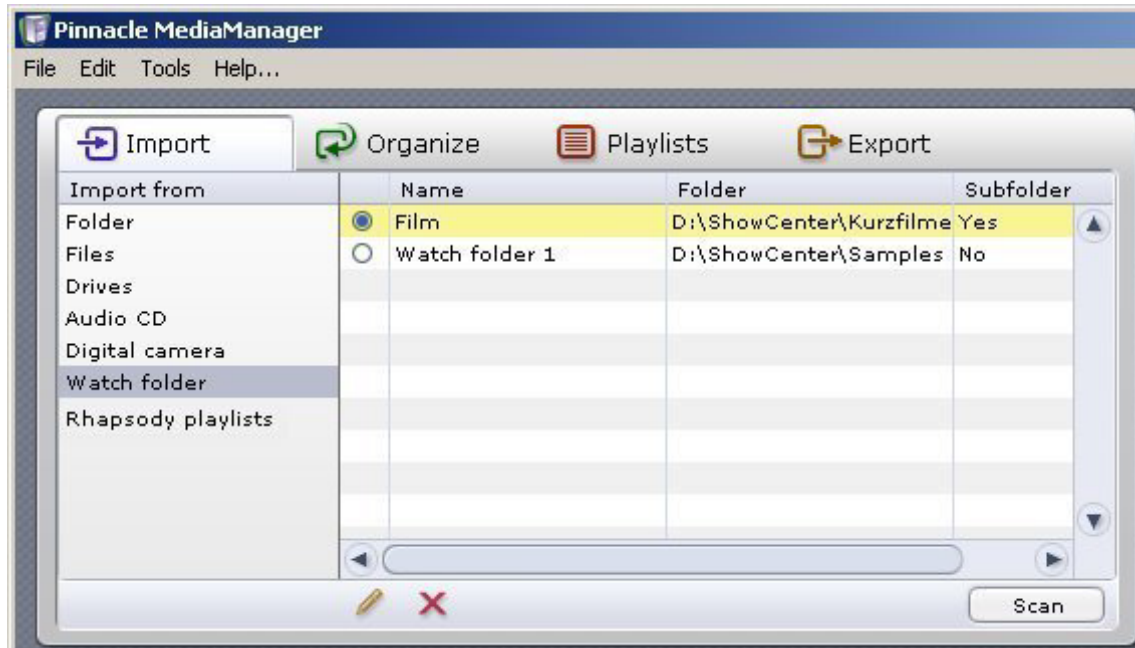 Pinnacle MediaManager
File Edit Tools Help...
Import Organize Playlists Export
Import from Name Folder Subfolder
Folder Film D:\ShowCenter\Kurzfilme Yes
Files Watch folder 1 D:\ShowCenter\Samples No
Drives
Audio CD
Digital camera
Watch folder
Rhapsody playlists
Scan